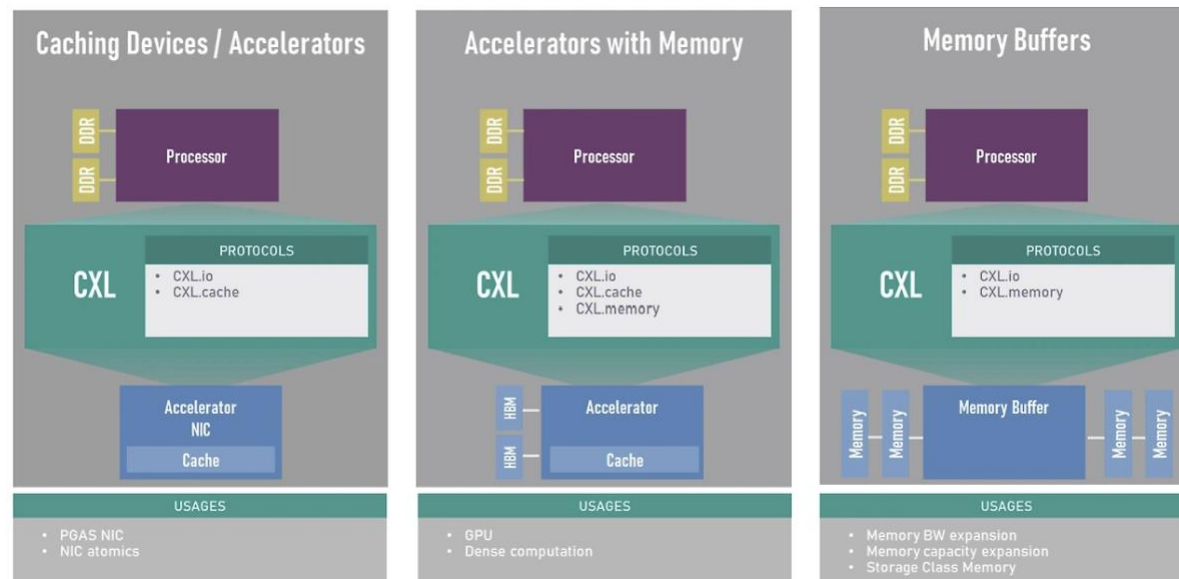 Caching Devices / Accelerators
DDR
DDR
Processor
CXL
PROTOCOLS
• CXL.io
• CXL.cache
Accelerator
NIC
Cache
USAGES
• PGAS NIC
• NIC atomics
Accelerators with Memory
DDR
DDR
Processor
CXL
PROTOCOLS
• CXL.io
• CXL.cache
• CXL.memory
HBM
HBM
Accelerator
Cache
USAGES
• GPU
• Dense computation
Memory Buffers
DDR
DDR
Processor
CXL
PROTOCOLS
• CXL.io
• CXL.memory
Memory
Memory
Memory Buffer
Memory
Memory
USAGES
• Memory BW expansion
• Memory capacity expansion
• Storage Class Memory